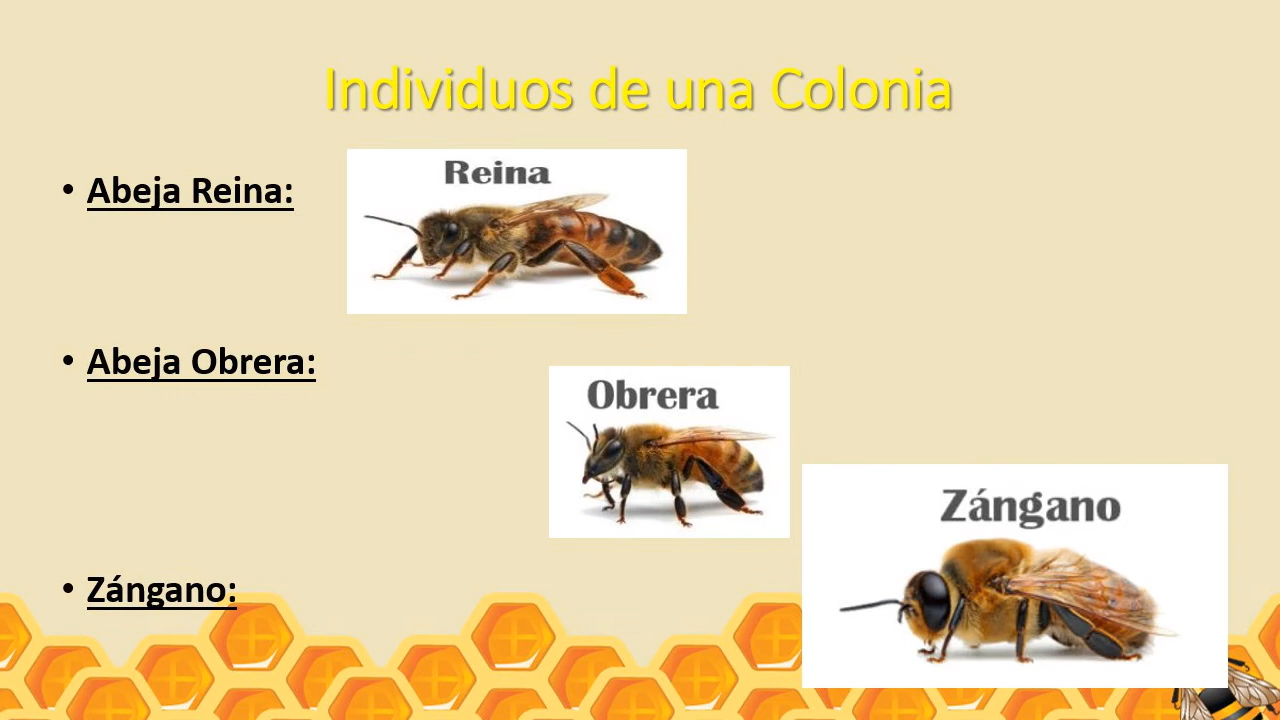 Individuos de una Colonia
• Abeja Reina:
Reina
• Abeja Obrera:
Obrera
Zángano
• Zángano: